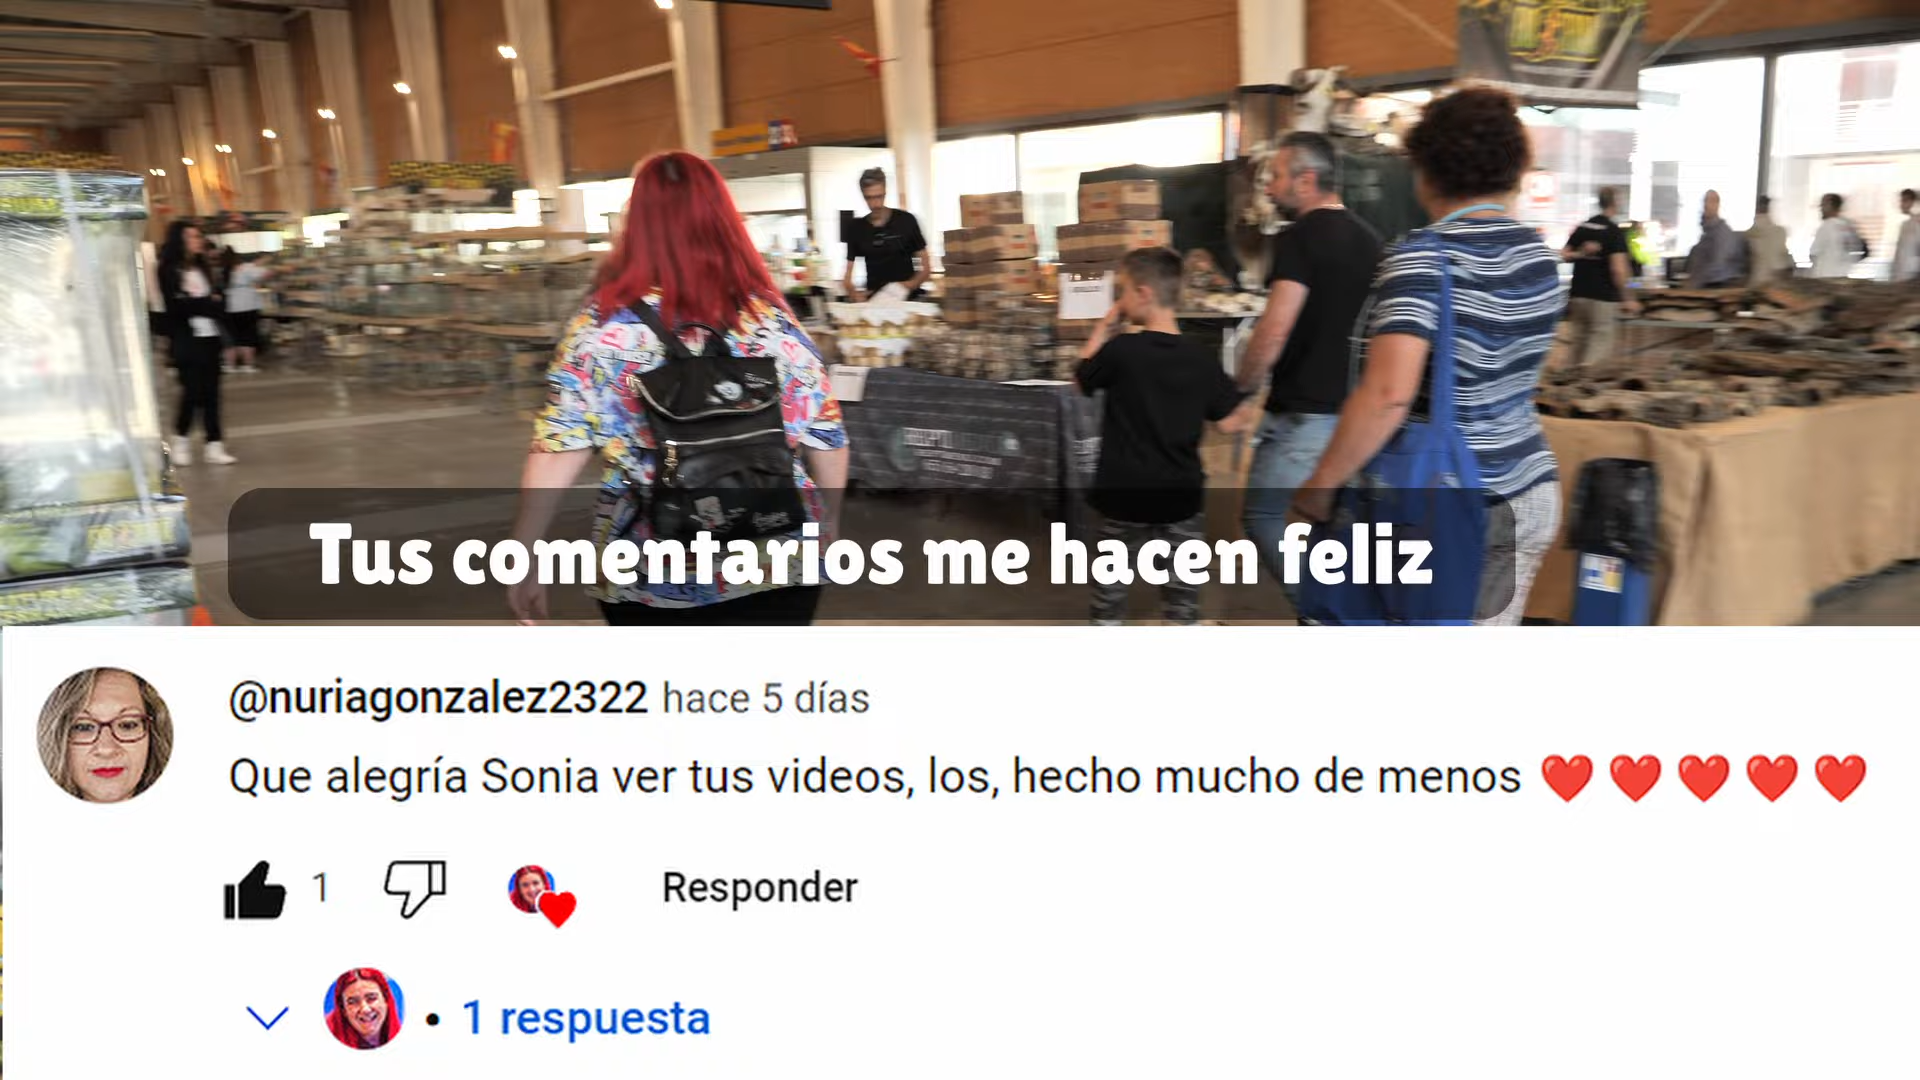 Tus comentarios me hacen feliz
@nuriagonzalez2322 hace 5 días
Que alegría Sonia ver tus videos, los, hecho mucho de menos ❤️ ❤️ ❤️ ❤️ ❤️
1
Responder
• 1 respuesta